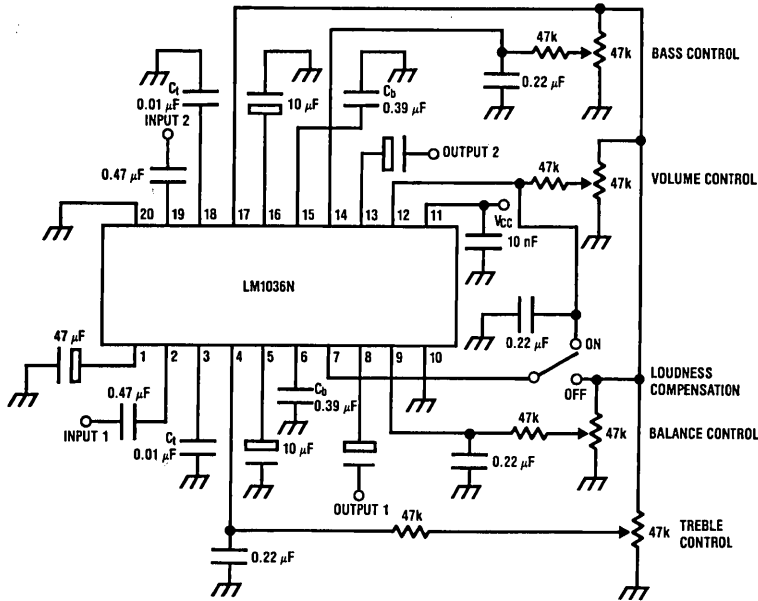 47k
47k
BASS CONTROL
0.22 µF
Ct
0.01 µF
INPUT 2
10 µF
Cb
0.39 µF
OUTPUT 2
0.47 µF
47k
47k
VOLUME CONTROL
20 19 18 17 16 15 14 13 12 11
VCC
10 nF
LM1036N
0.22 µF
ON
47 µF
1 2 3 4 5 6 7 8 9 10
OFF
LOUDNESS
COMPENSATION
0.47 µF
INPUT 1
Ct
0.01 µF
10 µF
Cb
0.39 µF
47k
47k
BALANCE CONTROL
0.22 µF
OUTPUT 1
47k
47k
TREBLE
CONTROL
0.22 µF